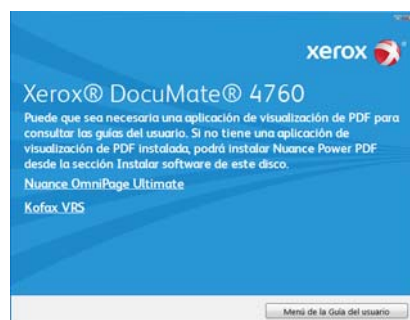 xerox
Xerox® DocuMate® 4760
Puede que sea necesaria una aplicación de visualización de PDF para
consultar las guías del usuario. Si no tiene una aplicación de
visualización de PDF instalada, podrá instalar Nuance Power PDF
desde la sección Instalar software de este disco.
Nuance OmniPage Ultimate
Kofax VRS
Menú de la Guía del usuario